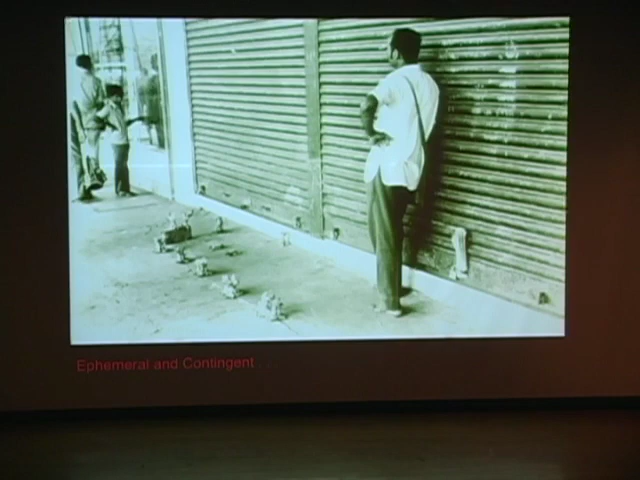 Ephemeral and Contingent . . .